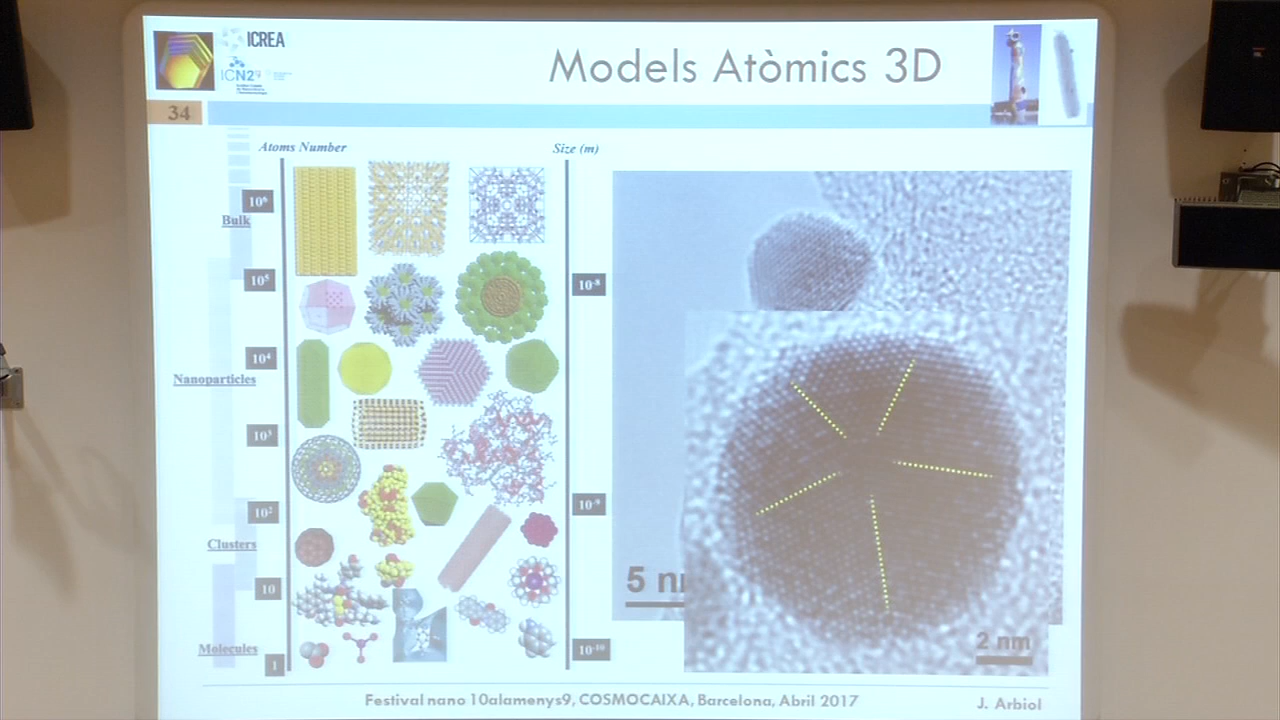 ICREA
ICN2
Models Atòmics 3D
34
Atoms Number
Size (m)
10⁶
Bulk
10⁵
10⁻⁸
10⁴
Nanoparticles
10³
10²
10⁻⁹
Clusters
10
5 n
2 nm
Molecules
1
10⁻¹⁰
Festival nano 10alamenys9, COSMOCAIXA, Barcelona, Abril 2017
J. Arbiol